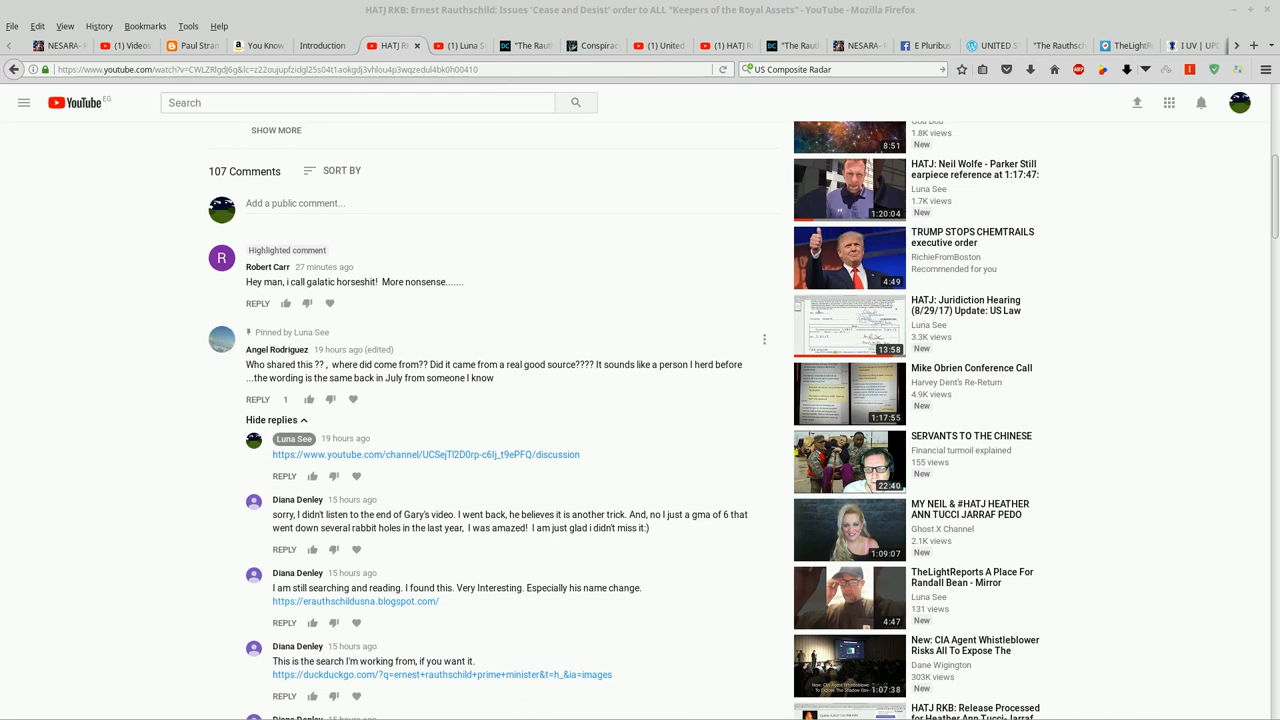 HATJ RKB: Ernest Rauthschild: Issues 'Cease and Desist' order to ALL "Keepers of the Royal Assets" - YouTube - Mozilla Firefox
File Edit View History Bookmarks Tools Help
NESARA- (1) Videos Paul Stran You Know Introduction HATJ R (1) Luna S "The Raut Conspirac (1) United (1) HATJ R "The Raut NESARA- E Pluribus UNITED S "The Rauthsch TheLightR I UV | UPL
https://www.youtube.com/watch?v=CWLZRlgdj6g&lc=z22oujupfzidgl25s04t1aokgdj3vhlou4p3wqzedul4bk0h00410
US Composite Radar
YouTube EG
Search
SHOW MORE
107 Comments SORT BY
Add a public comment...
Highlighted comment
R
Robert Carr 27 minutes ago
Hey man, i call galatic horseshit! More nonsense.......
REPLY
Pinned by Luna See
Angel Rodriguez 19 hours ago (edited)
Who shared this ?? , where did come from? Did it came from a real good insane???? It sounds like a person I herd before
...the wording is the same back in July from someone I know
REPLY 1
Hide replies
Luna See 19 hours ago
https://www.youtube.com/channel/UCSejTl2D0rp-c6Ij_t9ePFQ/discussion
REPLY
Diana Denley 15 hours ago
sorry, I didn't listen to the end of Gary's video. I went back, he believes it is another trick. And, no I just a gma of 6 that
went down several rabbit holes in the last year, I was amazed! I am just glad i didn't miss it:)
REPLY
Diana Denley 15 hours ago
I am still searching and reading. I found this. Very Interesting. Especially his name change.
https://erauthschildusna.blogspot.com/
REPLY
Diana Denley 15 hours ago
This is the search I'm working from, if you want it.
https://duckduckgo.com/?q=ernest+rauthschild+prime+minister&t=h_&ia=images
REPLY
Diana Denley 15 hours ago
8:51
God Bod
1.8K views
New
1:20:04
HATJ: Neil Wolfe - Parker Still
earpiece reference at 1:17:47:
Luna See
1.7K views
New
4:49
TRUMP STOPS CHEMTRAILS
executive order
RichieFromBoston
Recommended for you
13:58
HATJ: Juridiction Hearing
(8/29/17) Update: US Law
Luna See
3.3K views
New
1:17:55
Mike Obrien Conference Call
Harvey Dent's Re-Return
4.9K views
New
22:40
SERVANTS TO THE CHINESE
Financial turmoil explained
155 views
New
1:09:07
MY NEIL & #HATJ HEATHER
ANN TUCCI JARRAF PEDO
Ghost X Channel
2.1K views
New
4:47
TheLightReports A Place For
Randall Bean - Mirror
Luna See
131 views
New
1:07:38
New: CIA Agent Whistleblower
Risks All To Expose The
Dane Wigington
303K views
New
HATJ RKB: Release Processed
for Heather Ann Tucci-Jarraf